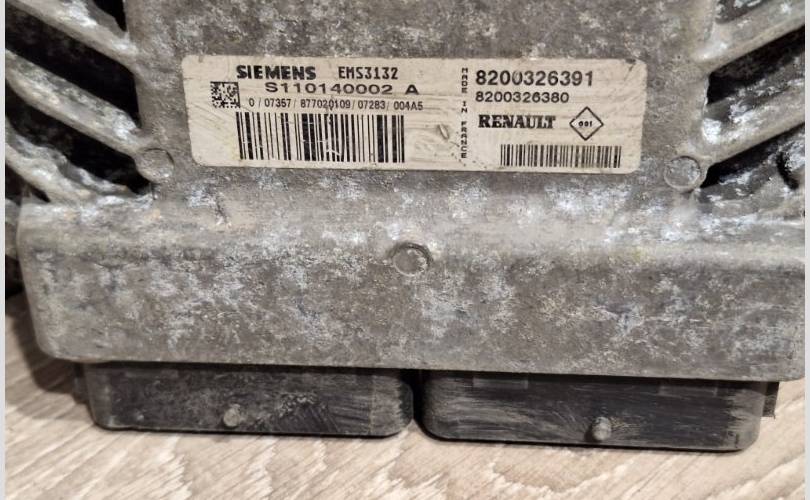 SIEMENS EMS3132
S110140002 A
0 / 07357 / 877020109 / 07283 / 004A5
MADE IN FRANCE
8200326391
8200326380
RENAULT